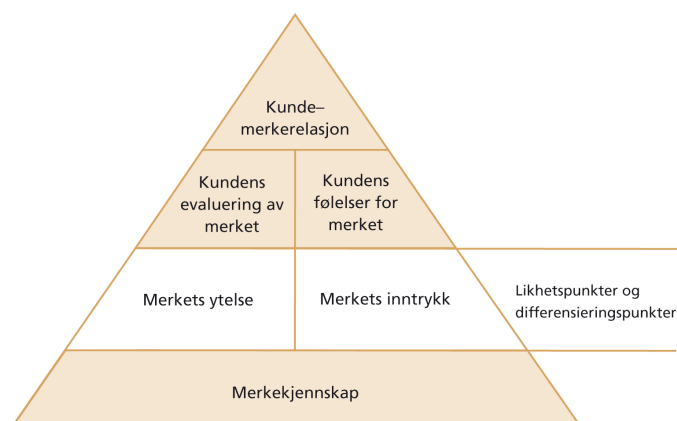 Kunde–
merkerelasjon
Kundens
evaluering av
merket
Kundens
følelser for
merket
Merkets ytelse
Merkets inntrykk
Likhetspunkter og
differensieringspunkter
Merkekjennskap